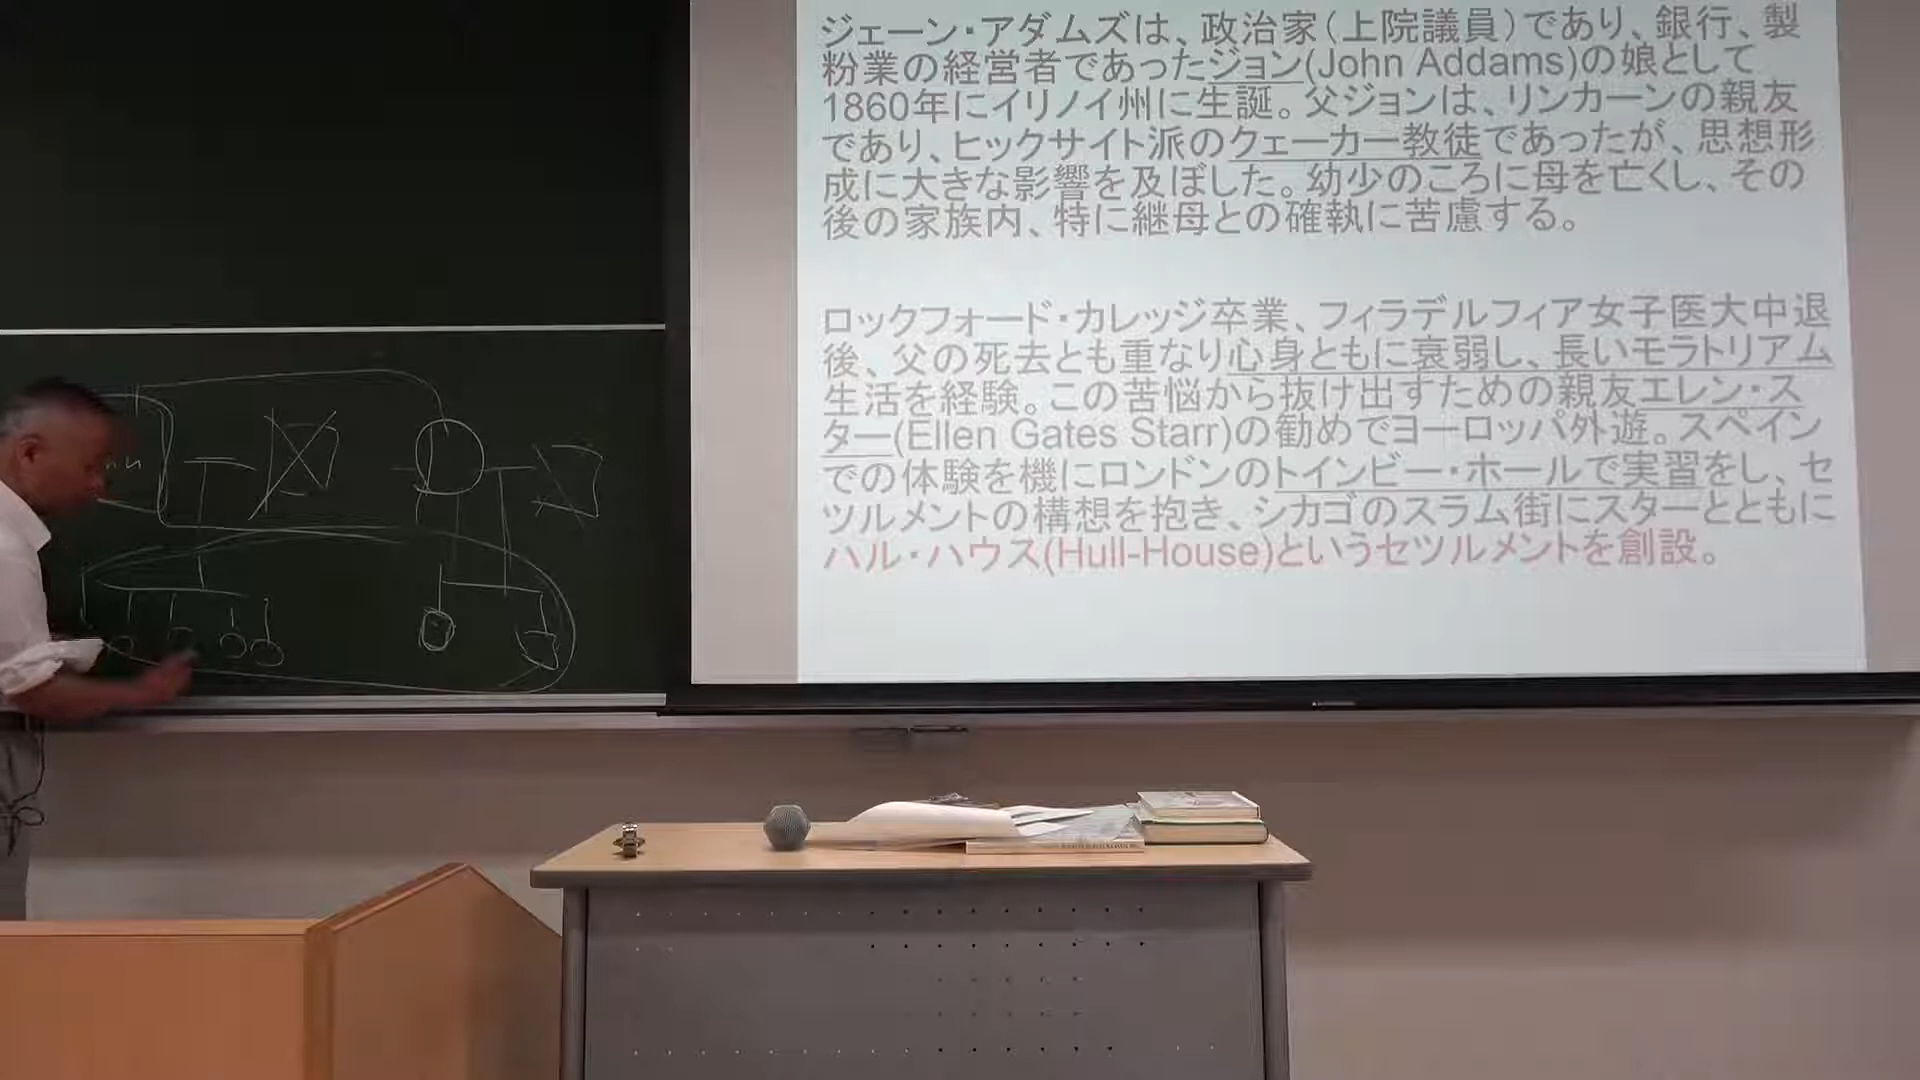 ジェーン・アダムズは、政治家(上院議員)であり、銀行、製
粉業の経営者であったジョン(John Addams)の娘として
1860年にイリノイ州に生誕。父ジョンは、リンカーンの親友
であり、ヒックサイト派のクェーカー教徒であったが、思想形
成に大きな影響を及ぼした。幼少のころに母を亡くし、その
後の家族内、特に継母との確執に苦慮する。
ロックフォード・カレッジ卒業、フィラデルフィア女子医大中退
後、父の死去とも重なり心身ともに衰弱し、長いモラトリアム
生活を経験。この苦悩から抜け出すための親友エレン・ス
ター(Ellen Gates Starr)の勧めでヨーロッパ外遊。スペイン
での体験を機にロンドンのトインビー・ホールで実習をし、セ
ツルメントの構想を抱き、シカゴのスラム街にスターとともに
ハル・ハウス(Hull-House)というセツルメントを創設。